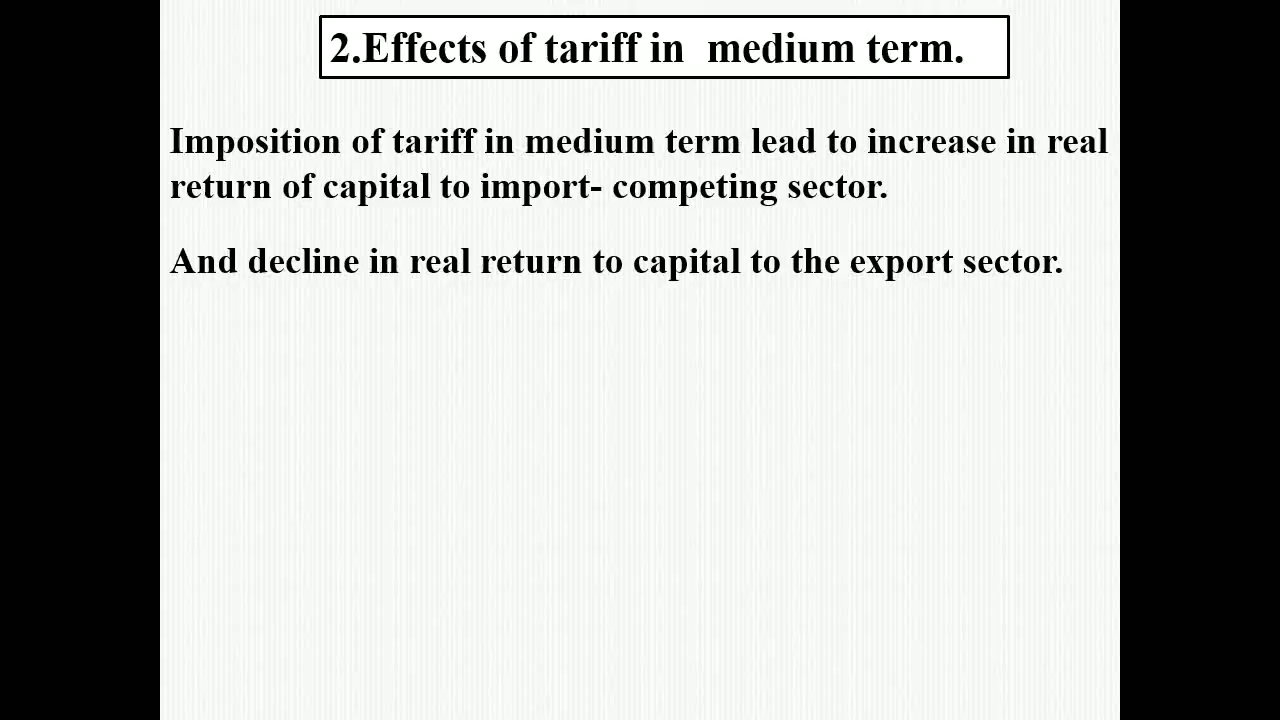 2.Effects of tariff in  medium term.
Imposition of tariff in medium term lead to increase in real
return of capital to import- competing sector.
And decline in real return to capital to the export sector.